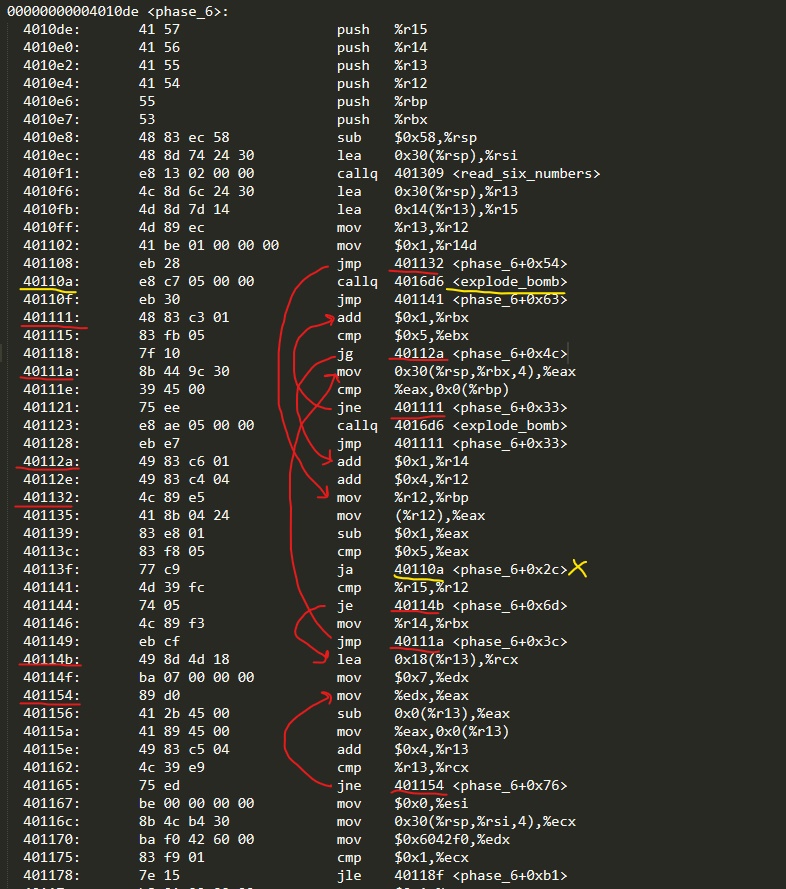 00000000004010de <phase_6>:
4010de: 41 57 push %r15
4010e0: 41 56 push %r14
4010e2: 41 55 push %r13
4010e4: 41 54 push %r12
4010e6: 55 push %rbp
4010e7: 53 push %rbx
4010e8: 48 83 ec 58 sub $0x58,%rsp
4010ec: 48 8d 74 24 30 lea 0x30(%rsp),%rsi
4010f1: e8 13 02 00 00 callq 401309 <read_six_numbers>
4010f6: 4c 8d 6c 24 30 lea 0x30(%rsp),%r13
4010fb: 4d 8d 7d 14 lea 0x14(%r13),%r15
4010ff: 4d 89 ec mov %r13,%r12
401102: 41 be 01 00 00 00 mov $0x1,%r14d
401108: eb 28 jmp 401132 <phase_6+0x54>
40110a: e8 c7 05 00 00 callq 4016d6 <explode_bomb>
40110f: eb 30 jmp 401141 <phase_6+0x63>
401111: 48 83 c3 01 add $0x1,%rbx
401115: 83 fb 05 cmp $0x5,%ebx
401118: 7f 10 jg 40112a <phase_6+0x4c>
40111a: 8b 44 9c 30 mov 0x30(%rsp,%rbx,4),%eax
40111e: 39 45 00 cmp %eax,0x0(%rbp)
401121: 75 ee jne 401111 <phase_6+0x33>
401123: e8 ae 05 00 00 callq 4016d6 <explode_bomb>
401128: eb e7 jmp 401111 <phase_6+0x33>
40112a: 49 83 c6 01 add $0x1,%r14
40112e: 49 83 c4 04 add $0x4,%r12
401132: 4c 89 e5 mov %r12,%rbp
401135: 41 8b 04 24 mov (%r12),%eax
401139: 83 e8 01 sub $0x1,%eax
40113c: 83 f8 05 cmp $0x5,%eax
40113f: 77 c9 ja 40110a <phase_6+0x2c>
401141: 4d 39 fc cmp %r15,%r12
401144: 74 05 je 40114b <phase_6+0x6d>
401146: 4c 89 f3 mov %r14,%rbx
401149: eb cf jmp 40111a <phase_6+0x3c>
40114b: 49 8d 4d 18 lea 0x18(%r13),%rcx
40114f: ba 07 00 00 00 mov $0x7,%edx
401154: 89 d0 mov %edx,%eax
401156: 41 2b 45 00 sub 0x0(%r13),%eax
40115a: 41 89 45 00 mov %eax,0x0(%r13)
40115e: 49 83 c5 04 add $0x4,%r13
401162: 4c 39 e9 cmp %r13,%rcx
401165: 75 ed jne 401154 <phase_6+0x76>
401167: be 00 00 00 00 mov $0x0,%esi
40116c: 8b 4c b4 30 mov 0x30(%rsp,%rsi,4),%ecx
401170: ba f0 42 60 00 mov $0x6042f0,%edx
401175: 83 f9 01 cmp $0x1,%ecx
401178: 7e 15 jle 40118f <phase_6+0xb1>